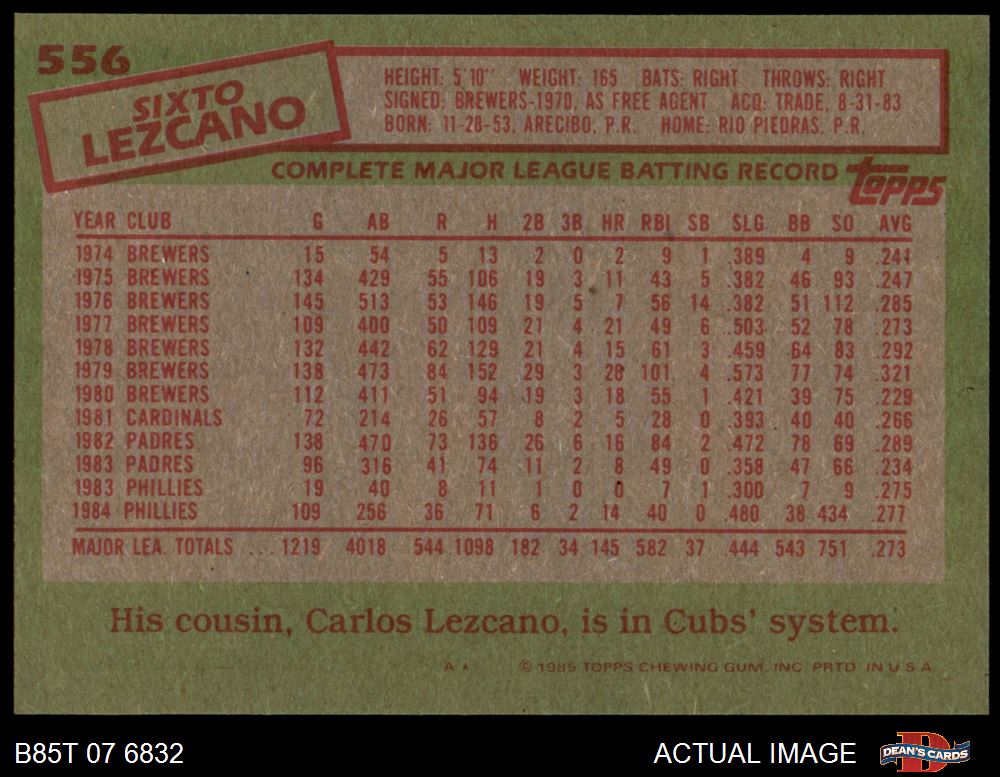 556
SIXTO
LEZCANO
HEIGHT: 5'10" WEIGHT: 165 BATS: RIGHT THROWS: RIGHT
SIGNED: BREWERS-1970, AS FREE AGENT ACQ: TRADE, 8-31-83
BORN: 11-28-53, ARECIBO, P.R. HOME: RIO PIEDRAS, P.R.
COMPLETE MAJOR LEAGUE BATTING RECORD topps
YEAR CLUB G AB R H 2B 3B HR RBI SB SLG BB SO AVG
1974 BREWERS 15 54 5 13 2 0 2 9 1 .389 4 9 .241
1975 BREWERS 134 429 55 106 19 3 11 43 5 .382 46 93 .247
1976 BREWERS 145 513 53 146 19 5 7 56 14 .382 51 112 .285
1977 BREWERS 109 400 50 109 21 4 21 49 6 .503 52 78 .273
1978 BREWERS 132 442 62 129 21 4 15 61 3 .459 64 83 .292
1979 BREWERS 138 473 84 152 29 3 28 101 4 .573 77 74 .321
1980 BREWERS 112 411 51 94 19 3 18 55 1 .421 39 75 .229
1981 CARDINALS 72 214 26 57 8 2 5 28 0 .393 40 40 .266
1982 PADRES 138 470 73 136 26 6 16 84 2 .472 78 69 .289
1983 PADRES 96 316 41 74 11 2 8 49 0 .358 47 66 .234
1983 PHILLIES 19 40 8 11 1 0 0 7 1 .300 7 9 .275
1984 PHILLIES 109 256 36 71 6 2 14 40 0 .480 38 434 .277
MAJOR LEA. TOTALS ... 1219 4018 544 1098 182 34 145 582 37 .444 543 751 .273
His cousin, Carlos Lezcano, is in Cubs' system.
A * © 1985 TOPPS CHEWING GUM, INC. PRTD. IN U.S.A.
B85T 07 6832 ACTUAL IMAGE DEAN'S CARDS